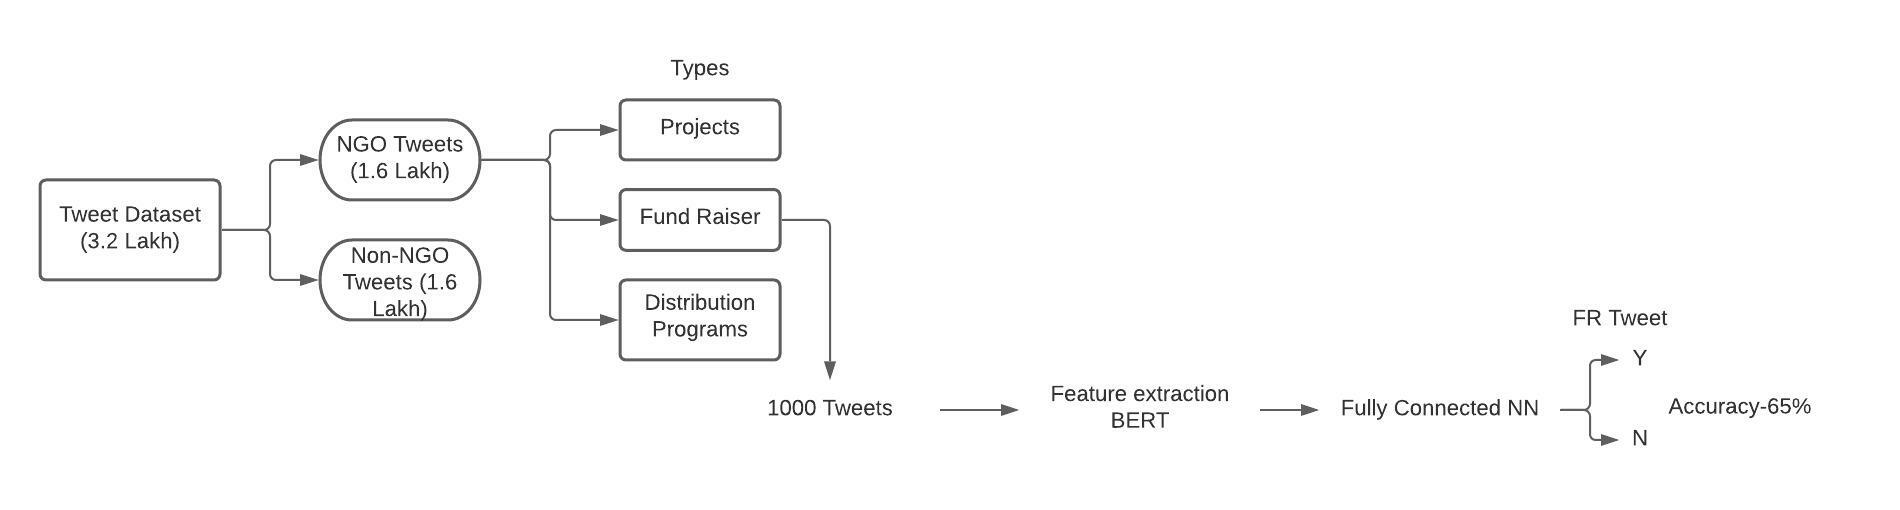 Types
Projects
NGO Tweets
(1.6 Lakh)
Tweet Dataset
(3.2 Lakh)
Fund Raiser
Non-NGO
Tweets (1.6
Lakh)
Distribution
Programs
FR Tweet
Y
1000 Tweets
Feature extraction
BERT
Fully Connected NN
Accuracy-65%
N